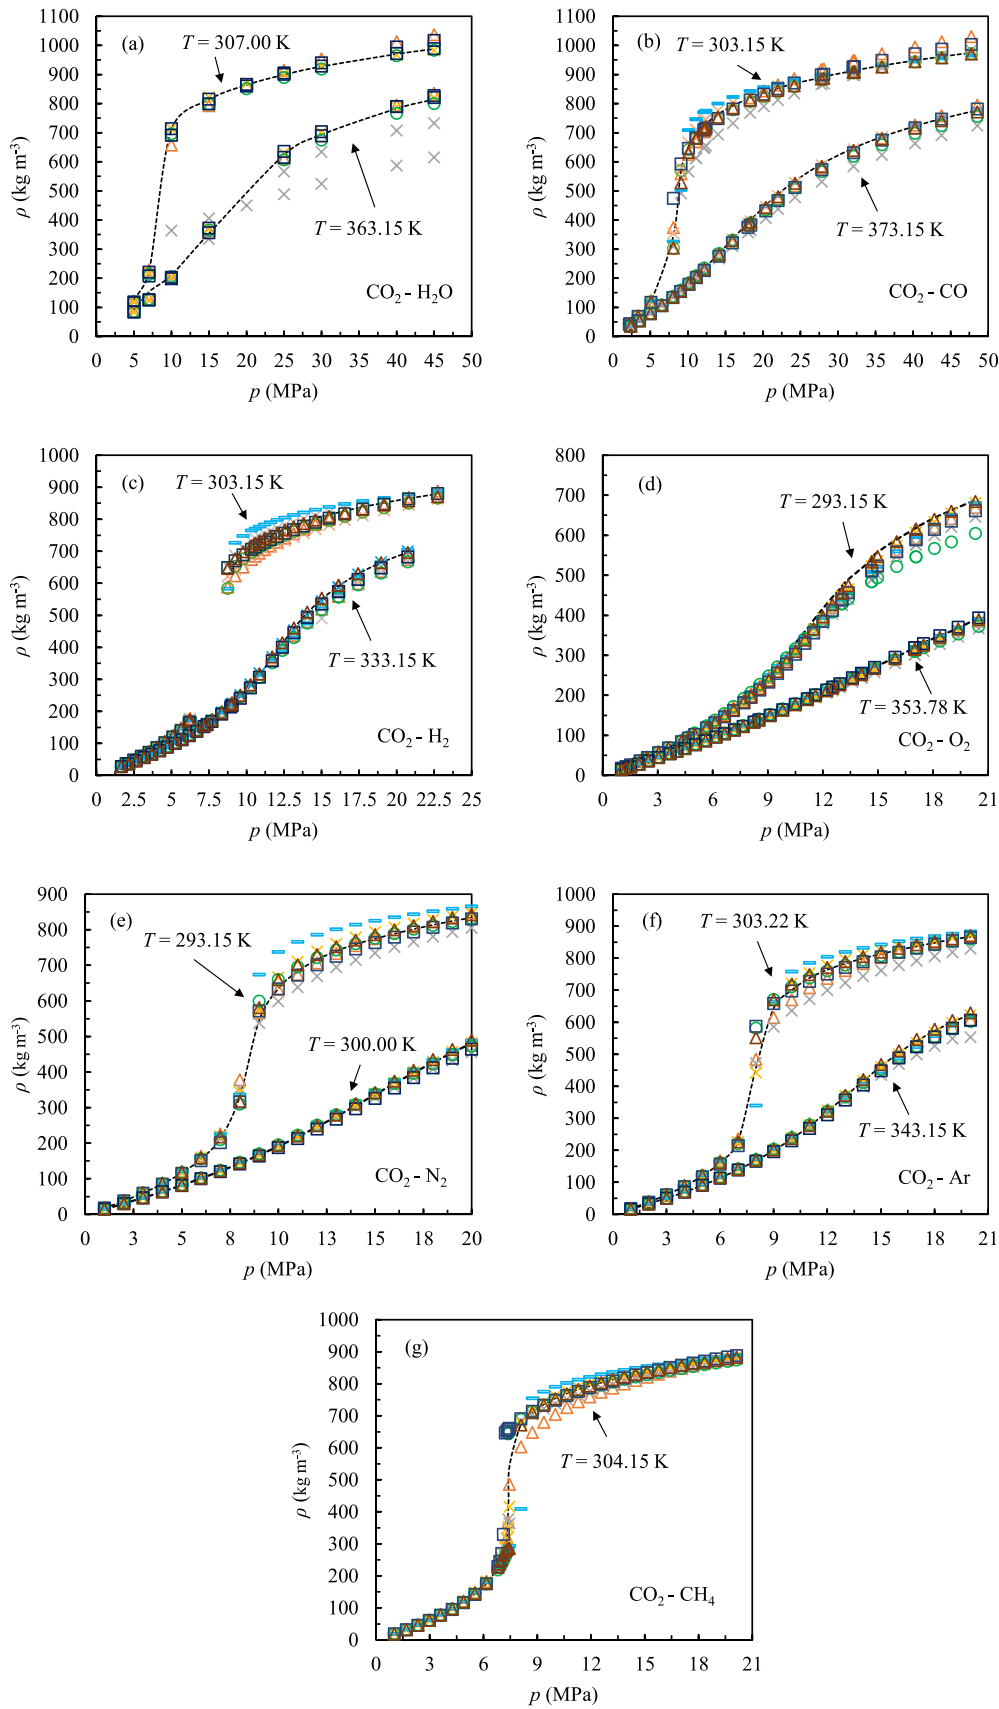 (a)
T = 307.00 K
T = 363.15 K
CO₂ - H₂O
ρ (kg m⁻³)
1100
1000
900
800
700
600
500
400
300
200
100
0
0 5 10 15 20 25 30 35 40 45 50
p (MPa)
(b)
T = 303.15 K
T = 373.15 K
CO₂ - CO
ρ (kg m⁻³)
1100
1000
900
800
700
600
500
400
300
200
100
0
0 5 10 15 20 25 30 35 40 45 50
p (MPa)
(c)
T = 303.15 K
T = 333.15 K
CO₂ - H₂
ρ (kg m⁻³)
1000
900
800
700
600
500
400
300
200
100
0
0 2.5 5 7.5 10 12.5 15 17.5 20 22.5 25
p (MPa)
(d)
T = 293.15 K
T = 353.78 K
CO₂ - O₂
ρ (kg m⁻³)
800
700
600
500
400
300
200
100
0
0 3 6 9 12 15 18 21
p (MPa)
(e)
T = 293.15 K
T = 300.00 K
CO₂ - N₂
ρ (kg m⁻³)
900
800
700
600
500
400
300
200
100
0
0 3 5 8 10 13 15 18 20
p (MPa)
(f)
T = 303.22 K
T = 343.15 K
CO₂ - Ar
ρ (kg m⁻³)
1000
900
800
700
600
500
400
300
200
100
0
0 3 6 9 12 15 18 21
p (MPa)
(g)
T = 304.15 K
CO₂ - CH₄
ρ (kg m⁻³)
1000
900
800
700
600
500
400
300
200
100
0
0 3 6 9 12 15 18 21
p (MPa)